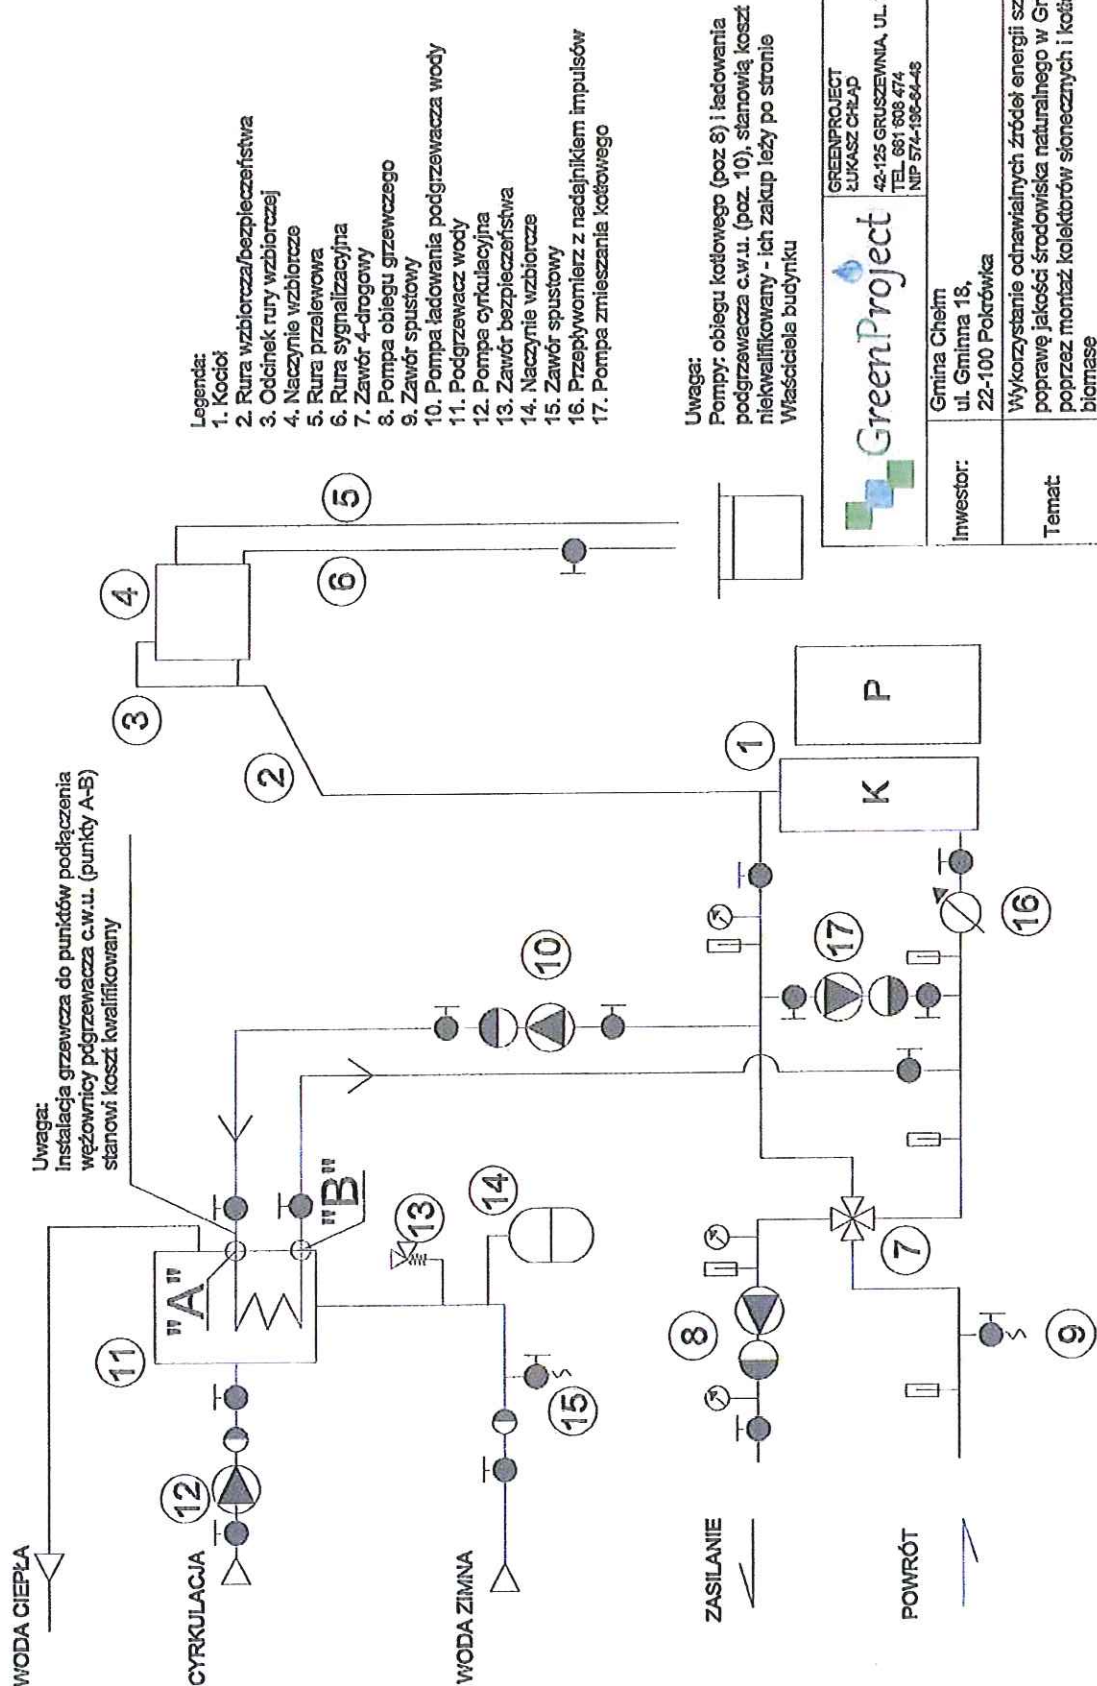 Uwaga:
Instalacja grzewcza do punktów podłączenia
wężownicy pdgrzewacza c.w.u. (punkty A-B)
stanowi koszt kwalifikowany
Legenda:
1. Kocioł
2. Rura wzbiorcza/bezpieczeństwa
3. Odcinek rury wzbiorczej
4. Naczynie wzbiorcze
5. Rura przelewowa
6. Rura sygnalizacyjna
7. Zawór 4-drogowy
8. Pompa obiegu grzewczego
9. Zawór spustowy
10. Pompa ładowania podgrzewacza wody
11. Podgrzewacz wody
12. Pompa cyrkulacyjna
13. Zawór bezpieczeństwa
14. Naczynie wzbiorcze
15. Zawór spustowy
16. Przepływomierz z nadajnikiem impulsów
17. Pompa zmieszania kotłowego
WODA CIEPŁA
CYRKULACJA
WODA ZIMNA
ZASILANIE
POWRÓT
"A"
"B"
11
12
13
14
15
10
3
4
2
5
6
1
K
P
8
7
9
17
16
Uwaga:
Pompy: obiegu kotłowego (poz 8) i ładowania
podgrzewacza c.w.u. (poz. 10), stanowią koszt
niekwalifikowany - ich zakup leży po stronie
Właściciela budynku
GreenProject
GREENPROJECT
ŁUKASZ CHŁĄD
42-125 GRUSZEWNIA, UL.
TEL. 661 608 474
NIP 574-196-64-48
Inwestor:
Gmina Chełm
ul. Gminna 18,
22-100 Pokrówka
Temat:
Wykorzystanie odnawialnych źródeł energii sz
poprawę jakości środowiska naturalnego w Gr
poprzez montaż kolektorów słonecznych i kotł
biomase